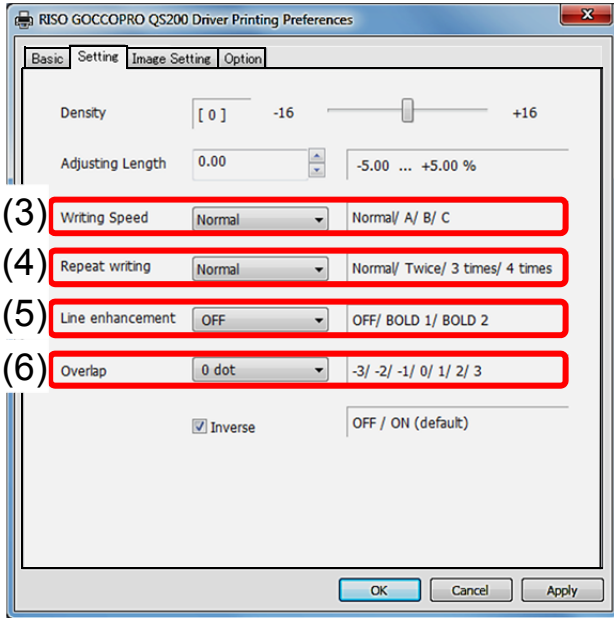 RISO GOCCOPRO QS200 Driver Printing Preferences
Basic Setting Image Setting Option
Density [ 0 ] -16 +16
Adjusting Length 0.00 -5.00 ... +5.00 %
(3) Writing Speed Normal Normal/ A/ B/ C
(4) Repeat writing Normal Normal/ Twice/ 3 times/ 4 times
(5) Line enhancement OFF OFF/ BOLD 1/ BOLD 2
(6) Overlap 0 dot -3/ -2/ -1/ 0/ 1/ 2/ 3
Inverse OFF / ON (default)
OK Cancel Apply